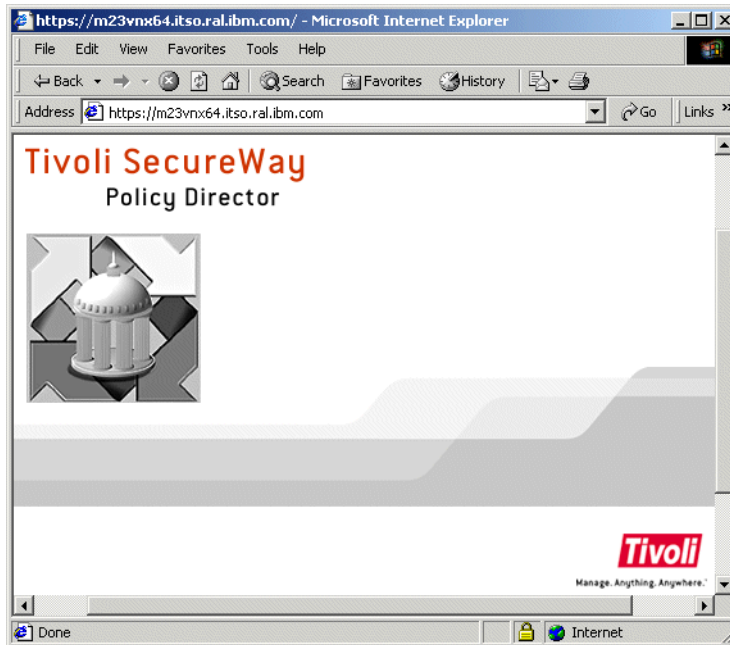 https://m23vnx64.itso.ral.ibm.com/ - Microsoft Internet Explorer
File Edit View Favorites Tools Help
Back Search Favorites History
Address https://m23vnx64.itso.ral.ibm.com Go Links »
Tivoli SecureWay
Policy Director
Tivoli
Manage. Anything. Anywhere.
Done Internet